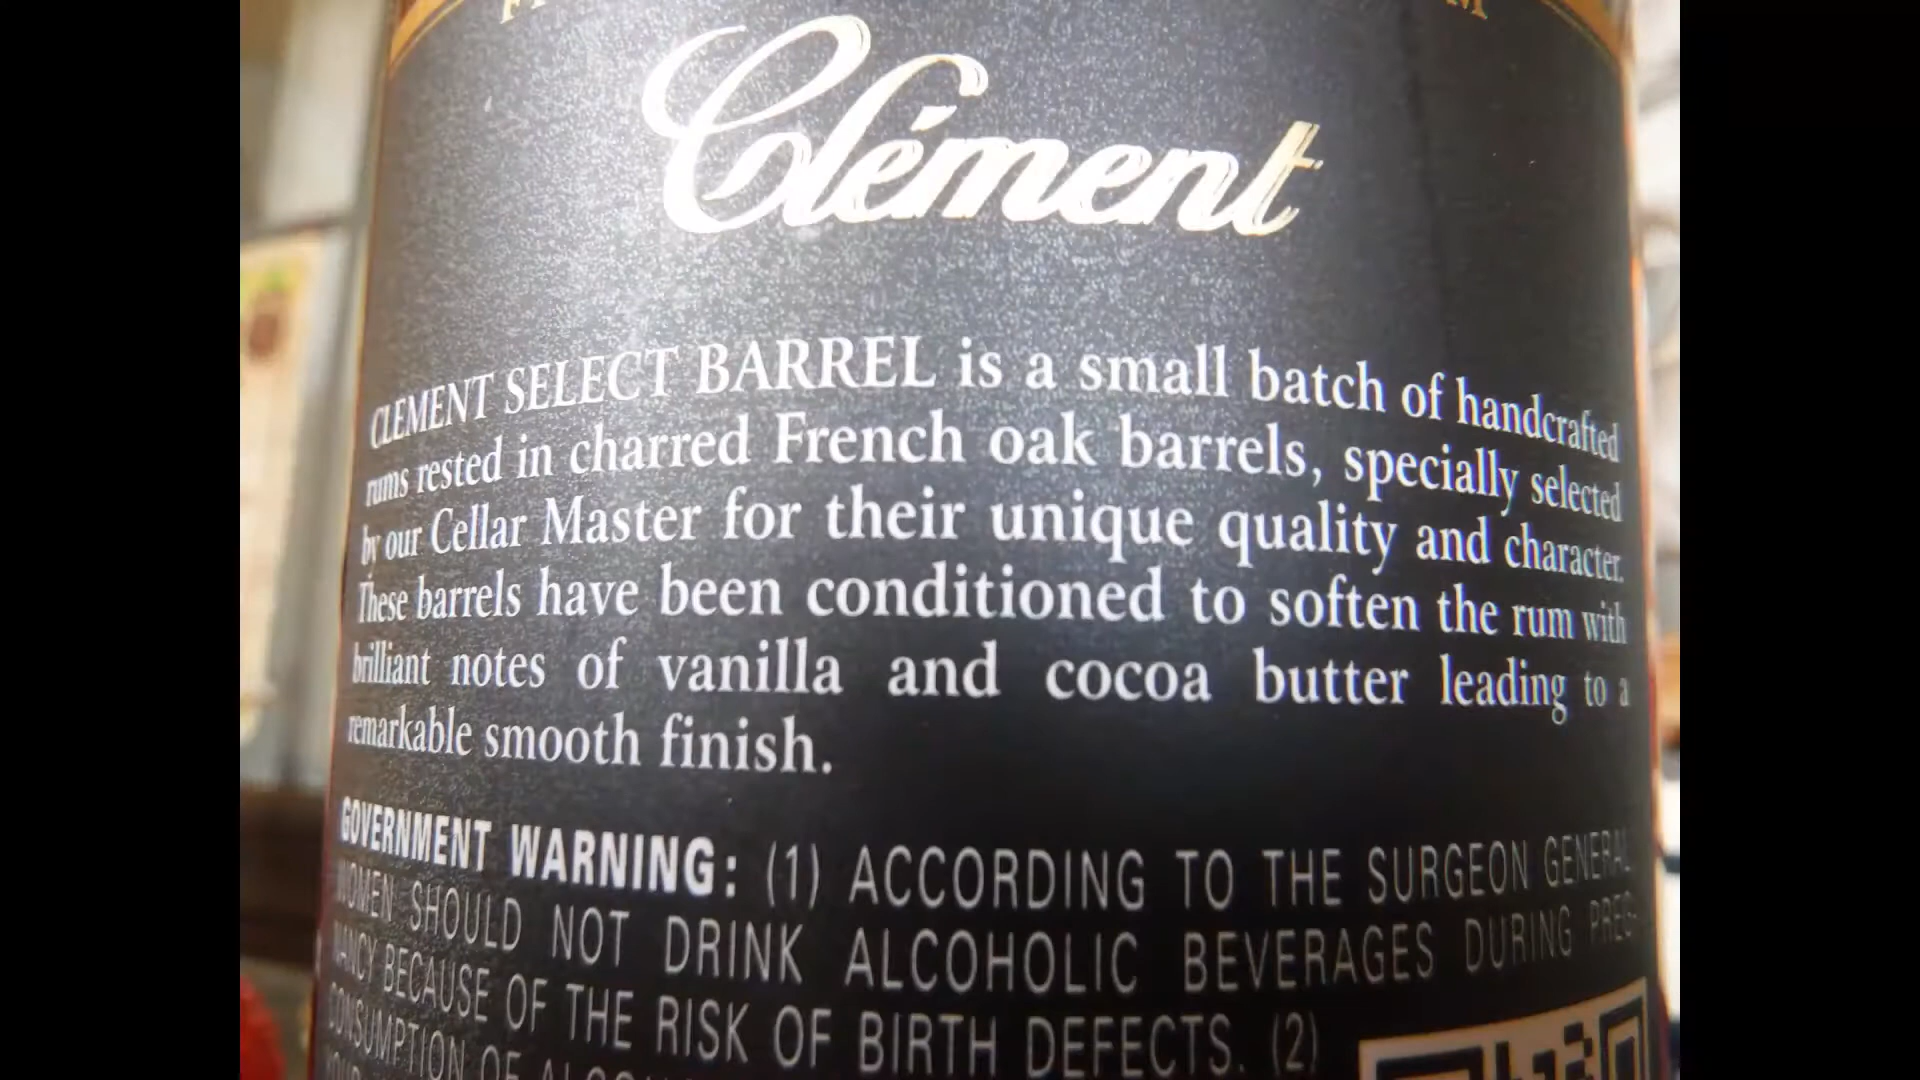 Clément
CLEMENT SELECT BARREL is a small batch of handcrafted
rums rested in charred French oak barrels, specially selected
by our Cellar Master for their unique quality and character.
These barrels have been conditioned to soften the rum with
brilliant notes of vanilla and cocoa butter leading to a
remarkable smooth finish.
GOVERNMENT WARNING: (1) ACCORDING TO THE SURGEON GENERAL
WOMEN SHOULD NOT DRINK ALCOHOLIC BEVERAGES DURING PREG-
NANCY BECAUSE OF THE RISK OF BIRTH DEFECTS. (2)
CONSUMPTION OF